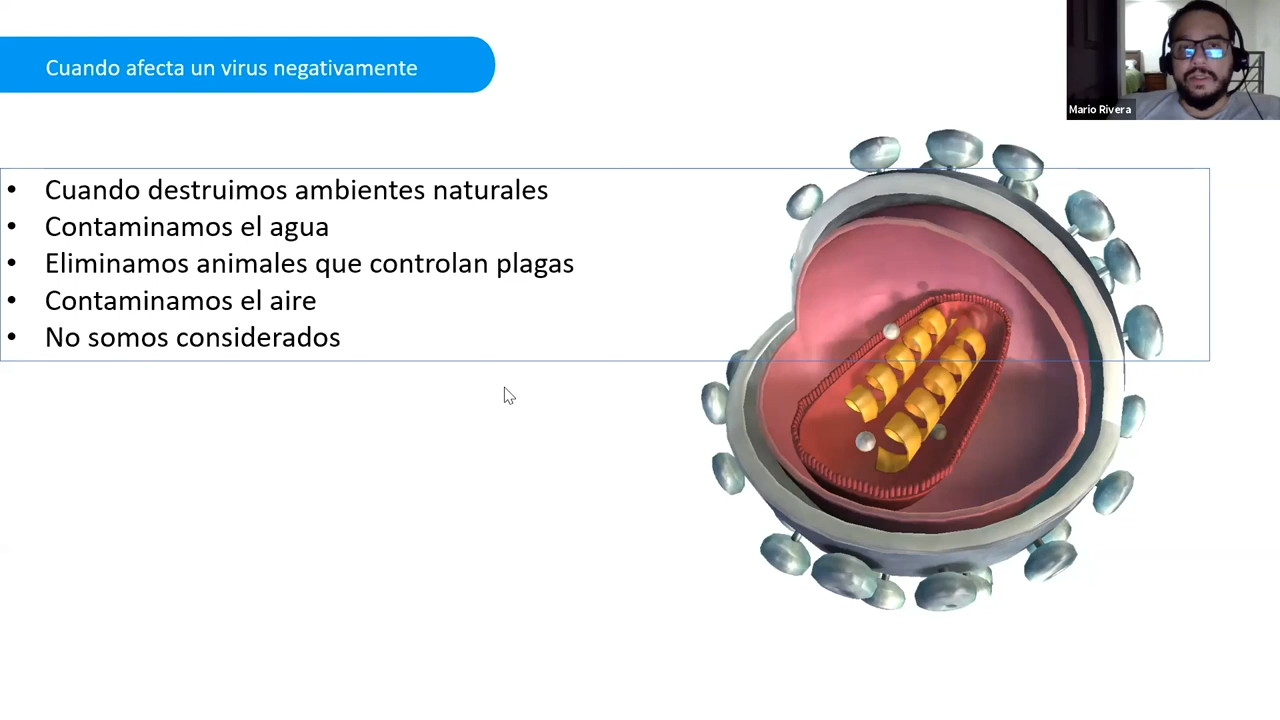 Cuando afecta un virus negativamente
Mario Rivera
• Cuando destruimos ambientes naturales
• Contaminamos el agua
• Eliminamos animales que controlan plagas
• Contaminamos el aire
• No somos considerados